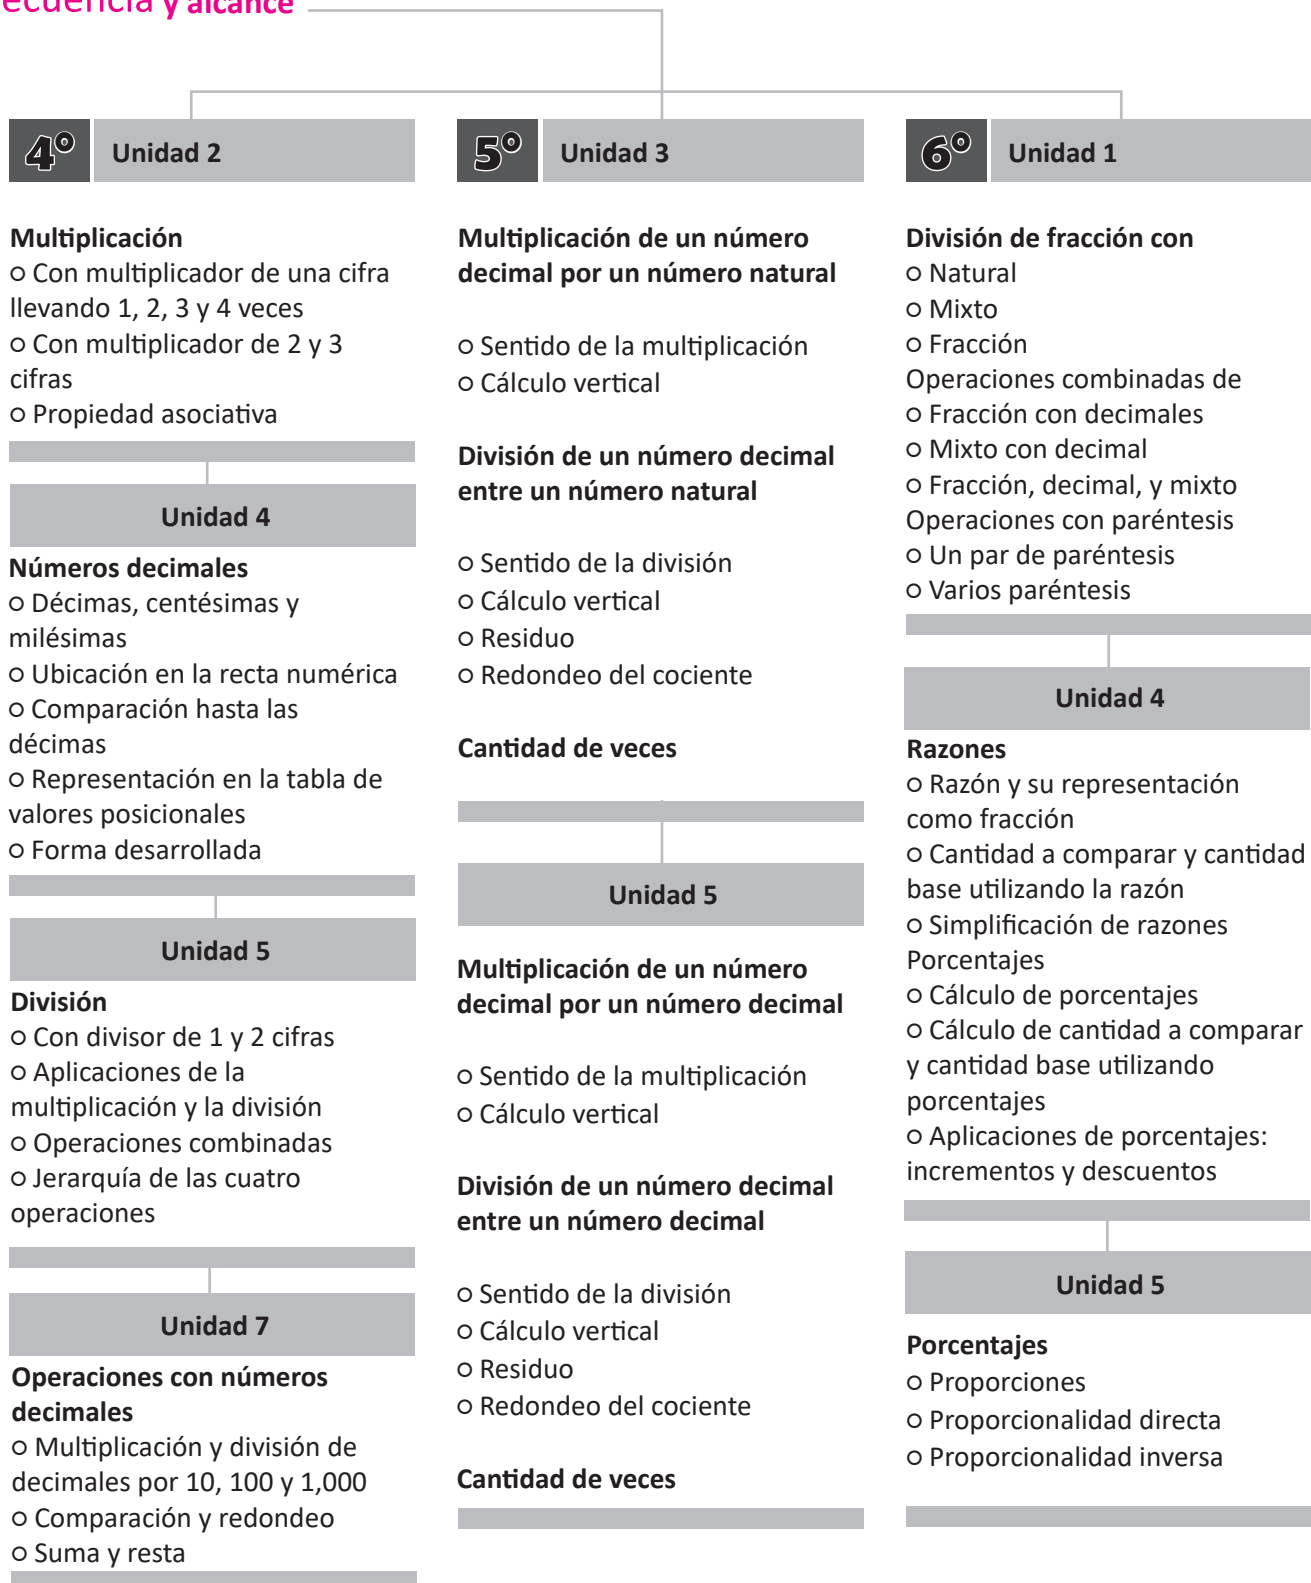 ecuencia y alcance
4º Unidad 2
Multiplicación
○ Con multiplicador de una cifra
llevando 1, 2, 3 y 4 veces
○ Con multiplicador de 2 y 3
cifras
○ Propiedad asociativa
Unidad 4
Números decimales
○ Décimas, centésimas y
milésimas
○ Ubicación en la recta numérica
○ Comparación hasta las
décimas
○ Representación en la tabla de
valores posicionales
○ Forma desarrollada
Unidad 5
División
○ Con divisor de 1 y 2 cifras
○ Aplicaciones de la
multiplicación y la división
○ Operaciones combinadas
○ Jerarquía de las cuatro
operaciones
Unidad 7
Operaciones con números
decimales
○ Multiplicación y división de
decimales por 10, 100 y 1,000
○ Comparación y redondeo
○ Suma y resta
5º Unidad 3
Multiplicación de un número
decimal por un número natural
○ Sentido de la multiplicación
○ Cálculo vertical
División de un número decimal
entre un número natural
○ Sentido de la división
○ Cálculo vertical
○ Residuo
○ Redondeo del cociente
Cantidad de veces
Unidad 5
Multiplicación de un número
decimal por un número decimal
○ Sentido de la multiplicación
○ Cálculo vertical
División de un número decimal
entre un número decimal
○ Sentido de la división
○ Cálculo vertical
○ Residuo
○ Redondeo del cociente
Cantidad de veces
6º Unidad 1
División de fracción con
○ Natural
○ Mixto
○ Fracción
Operaciones combinadas de
○ Fracción con decimales
○ Mixto con decimal
○ Fracción, decimal, y mixto
Operaciones con paréntesis
○ Un par de paréntesis
○ Varios paréntesis
Unidad 4
Razones
○ Razón y su representación
como fracción
○ Cantidad a comparar y cantidad
base utilizando la razón
○ Simplificación de razones
Porcentajes
○ Cálculo de porcentajes
○ Cálculo de cantidad a comparar
y cantidad base utilizando
porcentajes
○ Aplicaciones de porcentajes:
incrementos y descuentos
Unidad 5
Porcentajes
○ Proporciones
○ Proporcionalidad directa
○ Proporcionalidad inversa